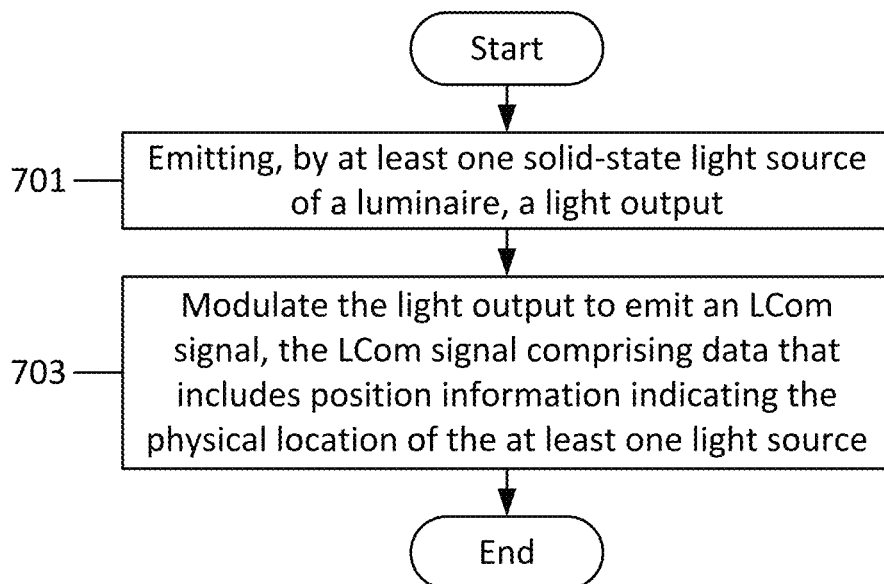 Start
701
Emitting, by at least one solid-state light source
of a luminaire, a light output
703
Modulate the light output to emit an LCom
signal, the LCom signal comprising data that
includes position information indicating the
physical location of the at least one light source
End